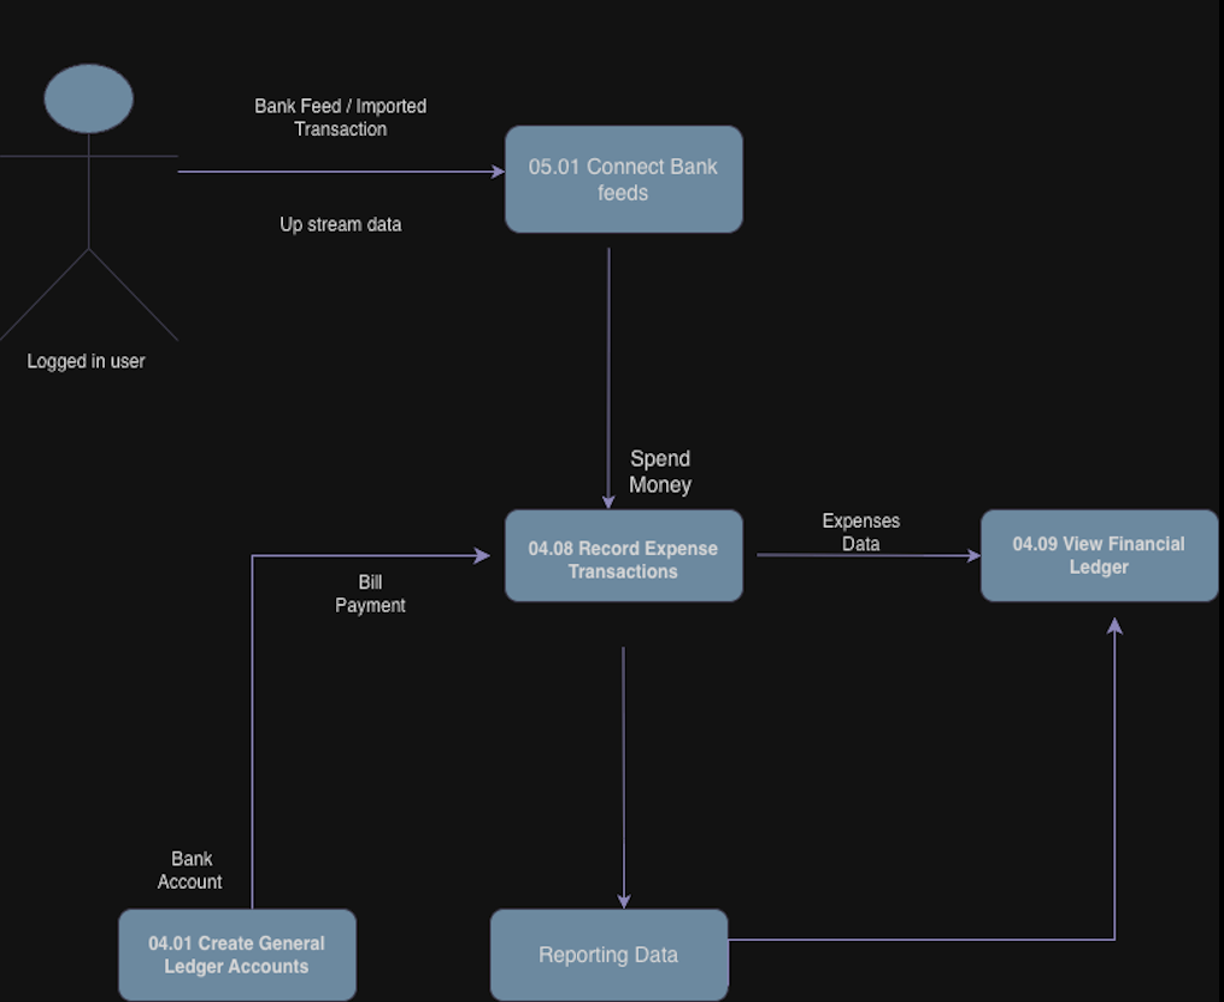 Bank Feed / Imported
Transaction
05.01 Connect Bank
feeds
Up stream data
Logged in user
Spend
Money
04.08 Record Expense
Transactions
Expenses
Data
04.09 View Financial
Ledger
Bill
Payment
Bank
Account
04.01 Create General
Ledger Accounts
Reporting Data